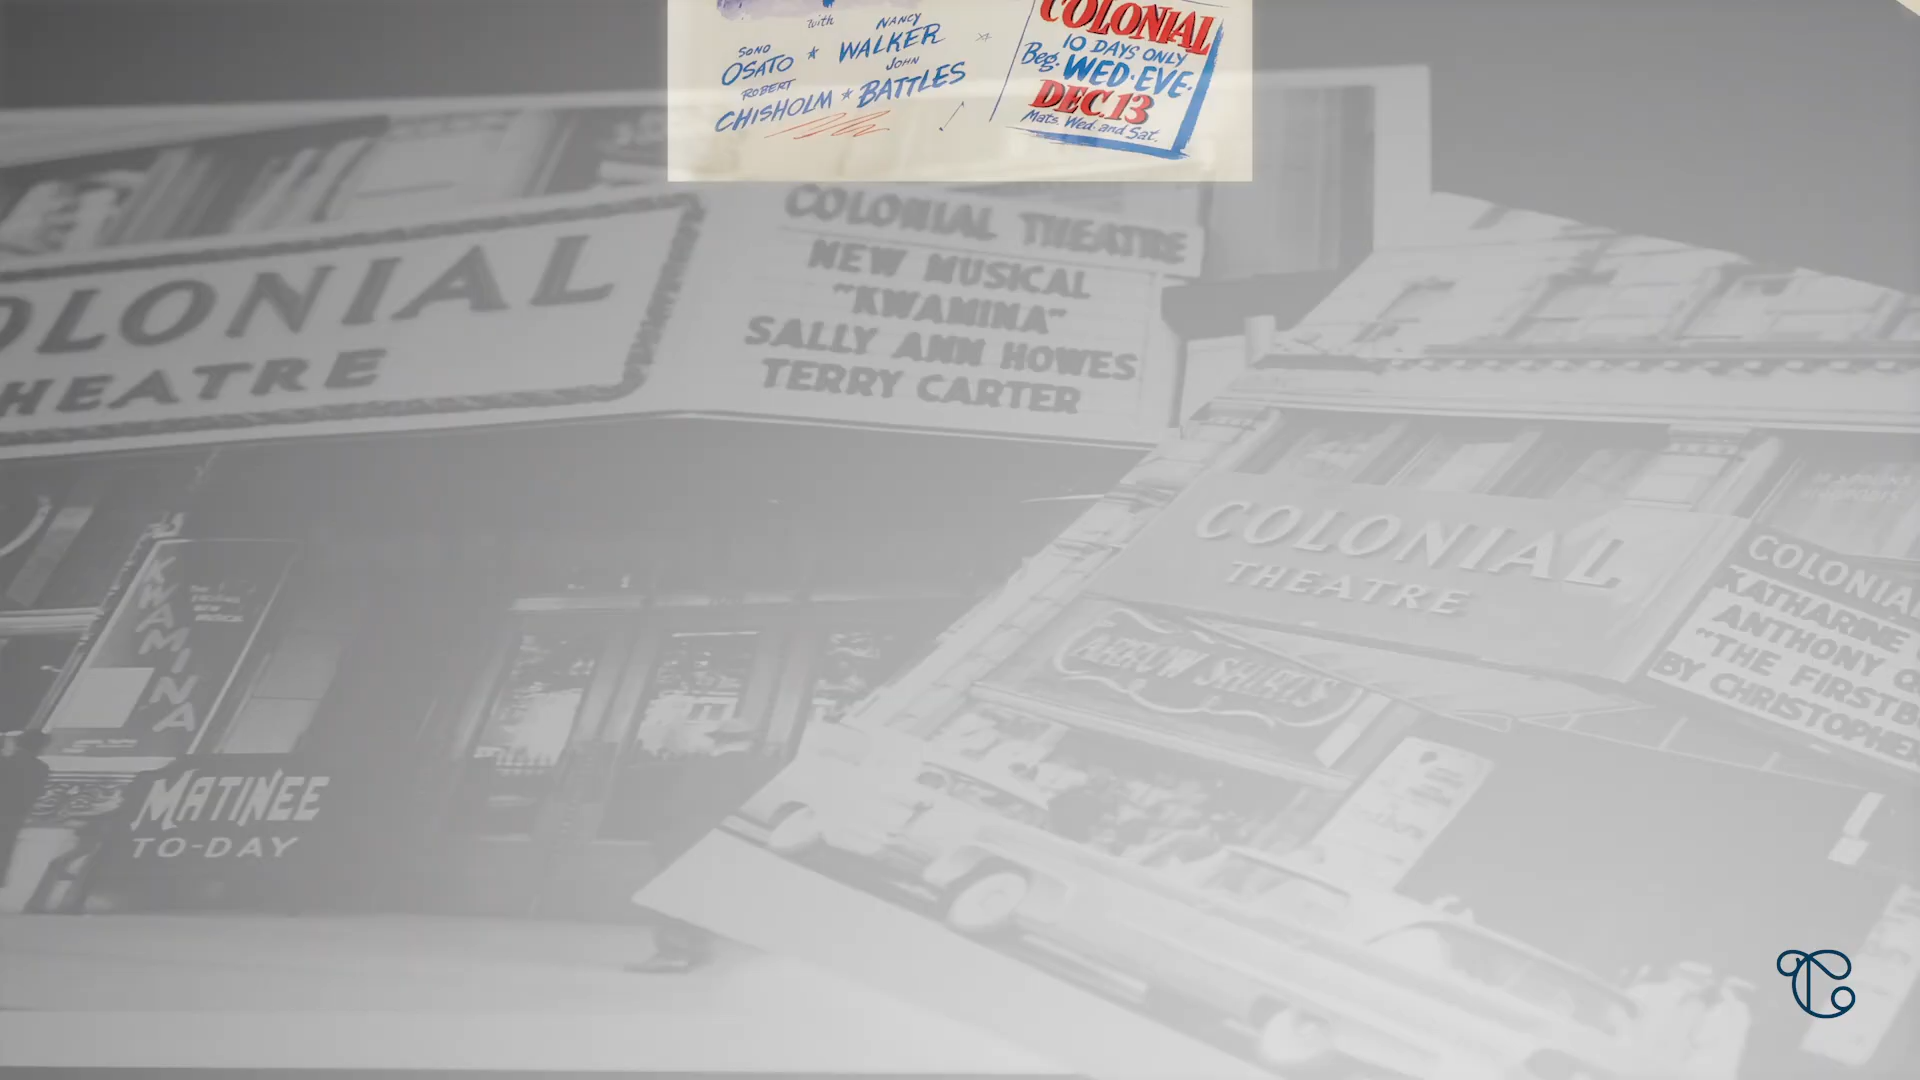 with
SONO OSATO * NANCY WALKER
ROBERT CHISHOLM * JOHN BATTLES
COLONIAL
10 DAYS ONLY
Beg. WED. EVE.
DEC. 13
Mats. Wed. and Sat.
OLONIAL
HEATRE
COLONIAL THEATRE
NEW MUSICAL
"KWAMINA"
SALLY ANN HOWES
TERRY CARTER
KWAMINA
MATINEE
TO-DAY
COLONIAL
THEATRE
ARROW SHIRTS
COLONIAL
KATHARINE
ANTHONY Q
"THE FIRSTB
BY CHRISTOPHE